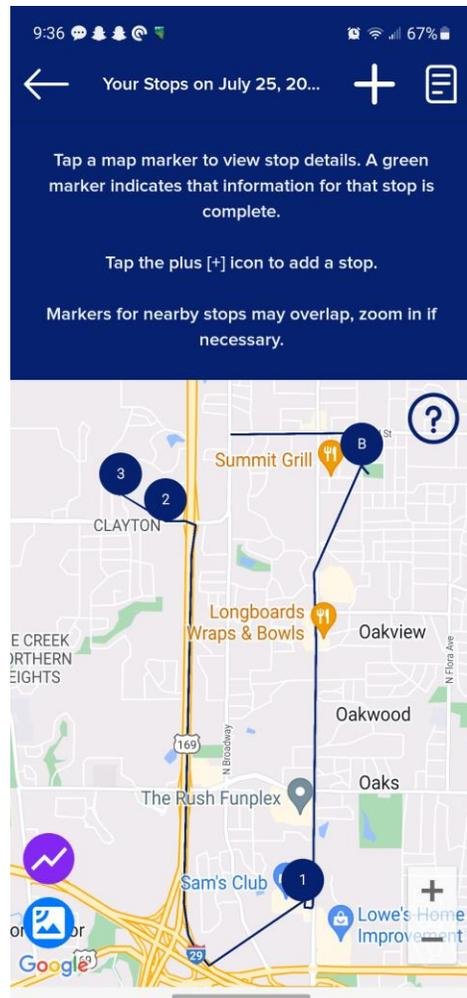 9:36
67%
Your Stops on July 25, 20...
Tap a map marker to view stop details. A green
marker indicates that information for that stop is
complete.
Tap the plus [+] icon to add a stop.
Markers for nearby stops may overlap, zoom in if
necessary.
?
B
St
Summit Grill
3
2
CLAYTON
Longboards
Wraps & Bowls
Oakview
E CREEK
ORTHERN
EIGHTS
N Flora Ave
Oakwood
169
N Broadway
Oaks
The Rush Funplex
Sam's Club
1
+
Lowe's Home
Improvement
−
29
Google